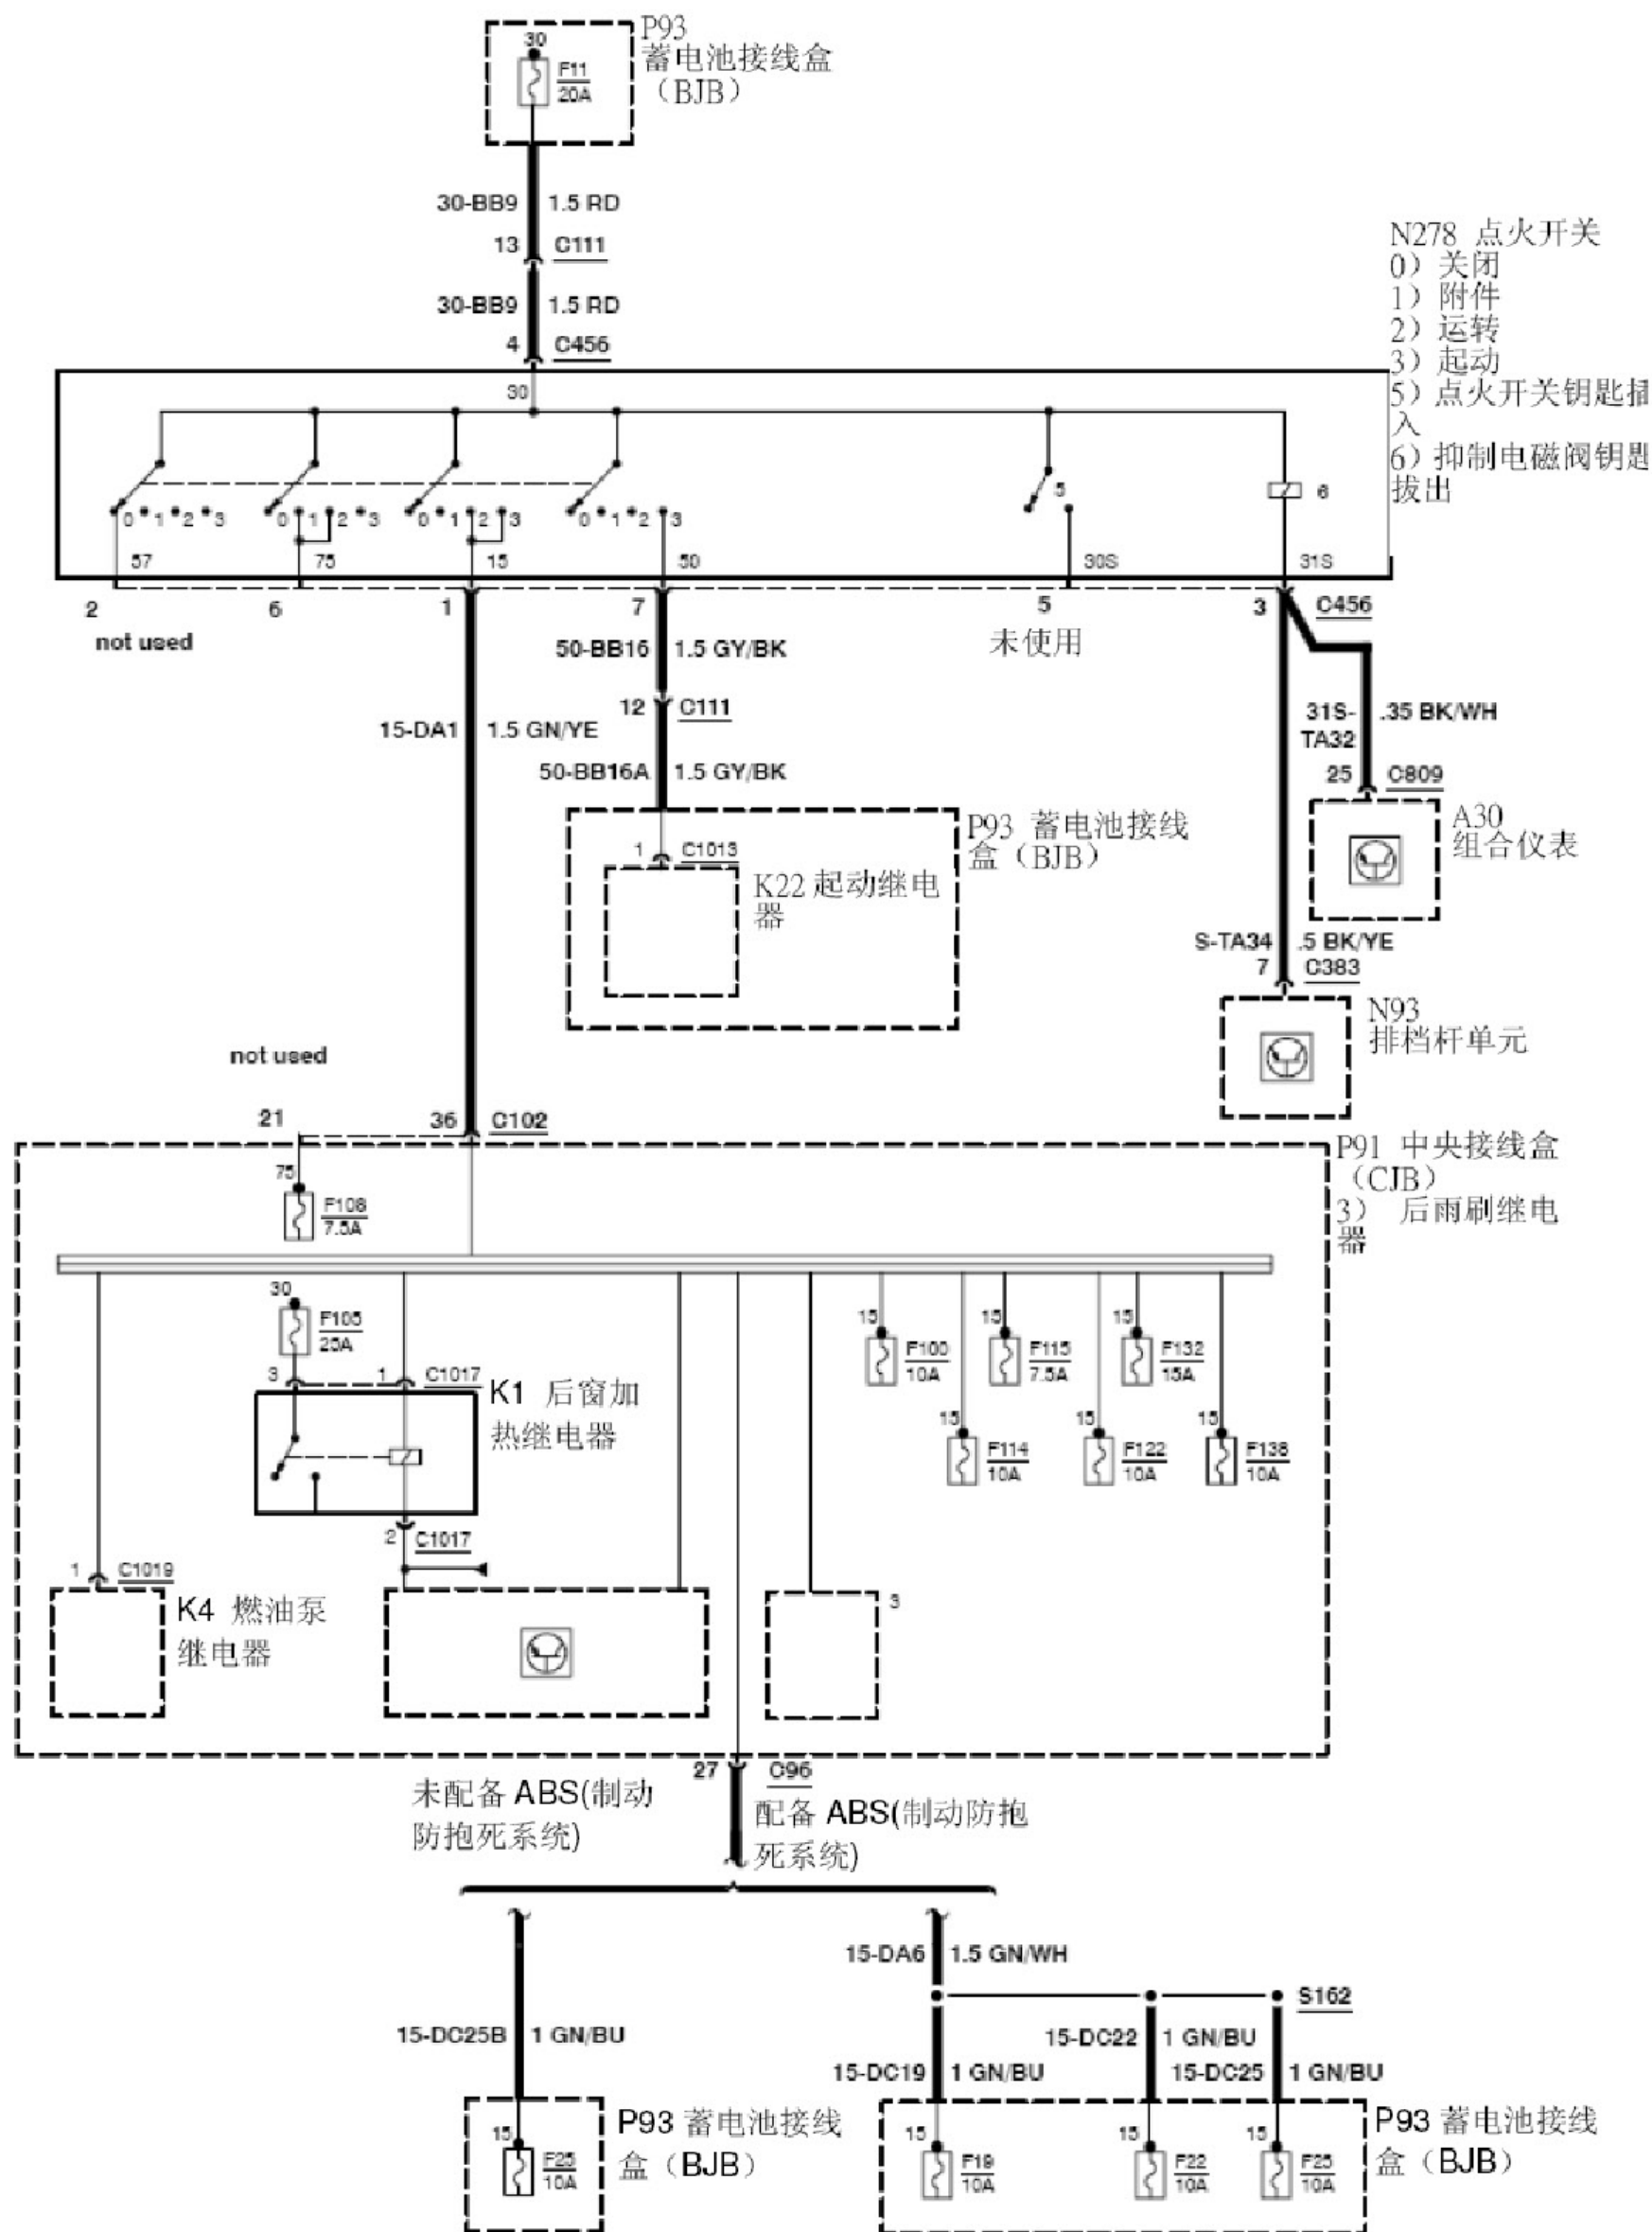 30
P93
蓄电池接线盒
（BJB）
F11
20A
30-BB9 1.5 RD
13 C111
30-BB9 1.5 RD
4 C456
N278 点火开关
0）关闭
1）附件
2）运转
3）起动
5）点火开关钥匙插
入
6）抑制电磁阀钥匙
拔出
30
5
6
0 1 2 3
0 1 2 3
0 1 2 3
0 1 2 3
57 75 15 50 30S 31S
2 6 1 7 5 3 C456
not used
未使用
50-BB16 1.5 GY/BK
12 C111
15-DA1 1.5 GN/YE
50-BB16A 1.5 GY/BK
31S- .35 BK/WH
TA32
25 C809
A30
组合仪表
P93 蓄电池接线
盒（BJB）
1 C1013
K22 起动继电
器
S-TA34 .5 BK/YE
7 C383
N93
排档杆单元
not used
21 36 C102
P91 中央接线盒
（CJB）
3） 后雨刷继电
器
75
F108
7.5A
30
F105
25A
3 1 C1017
K1 后窗加
热继电器
15
F100
10A
15
F115
7.5A
15
F132
15A
15
F114
10A
15
F122
10A
15
F138
10A
2 C1017
1 C1019
K4 燃油泵
继电器
3
27 C96
未配备 ABS(制动
防抱死系统)
配备 ABS(制动防抱
死系统)
15-DA6 1.5 GN/WH
S162
15-DC25B 1 GN/BU
15-DC22 1 GN/BU
15-DC19 1 GN/BU
15-DC25 1 GN/BU
P93 蓄电池接线
盒（BJB）
15
F25
10A
15
F19
10A
15
F22
10A
15
F25
10A
P93 蓄电池接线
盒（BJB）